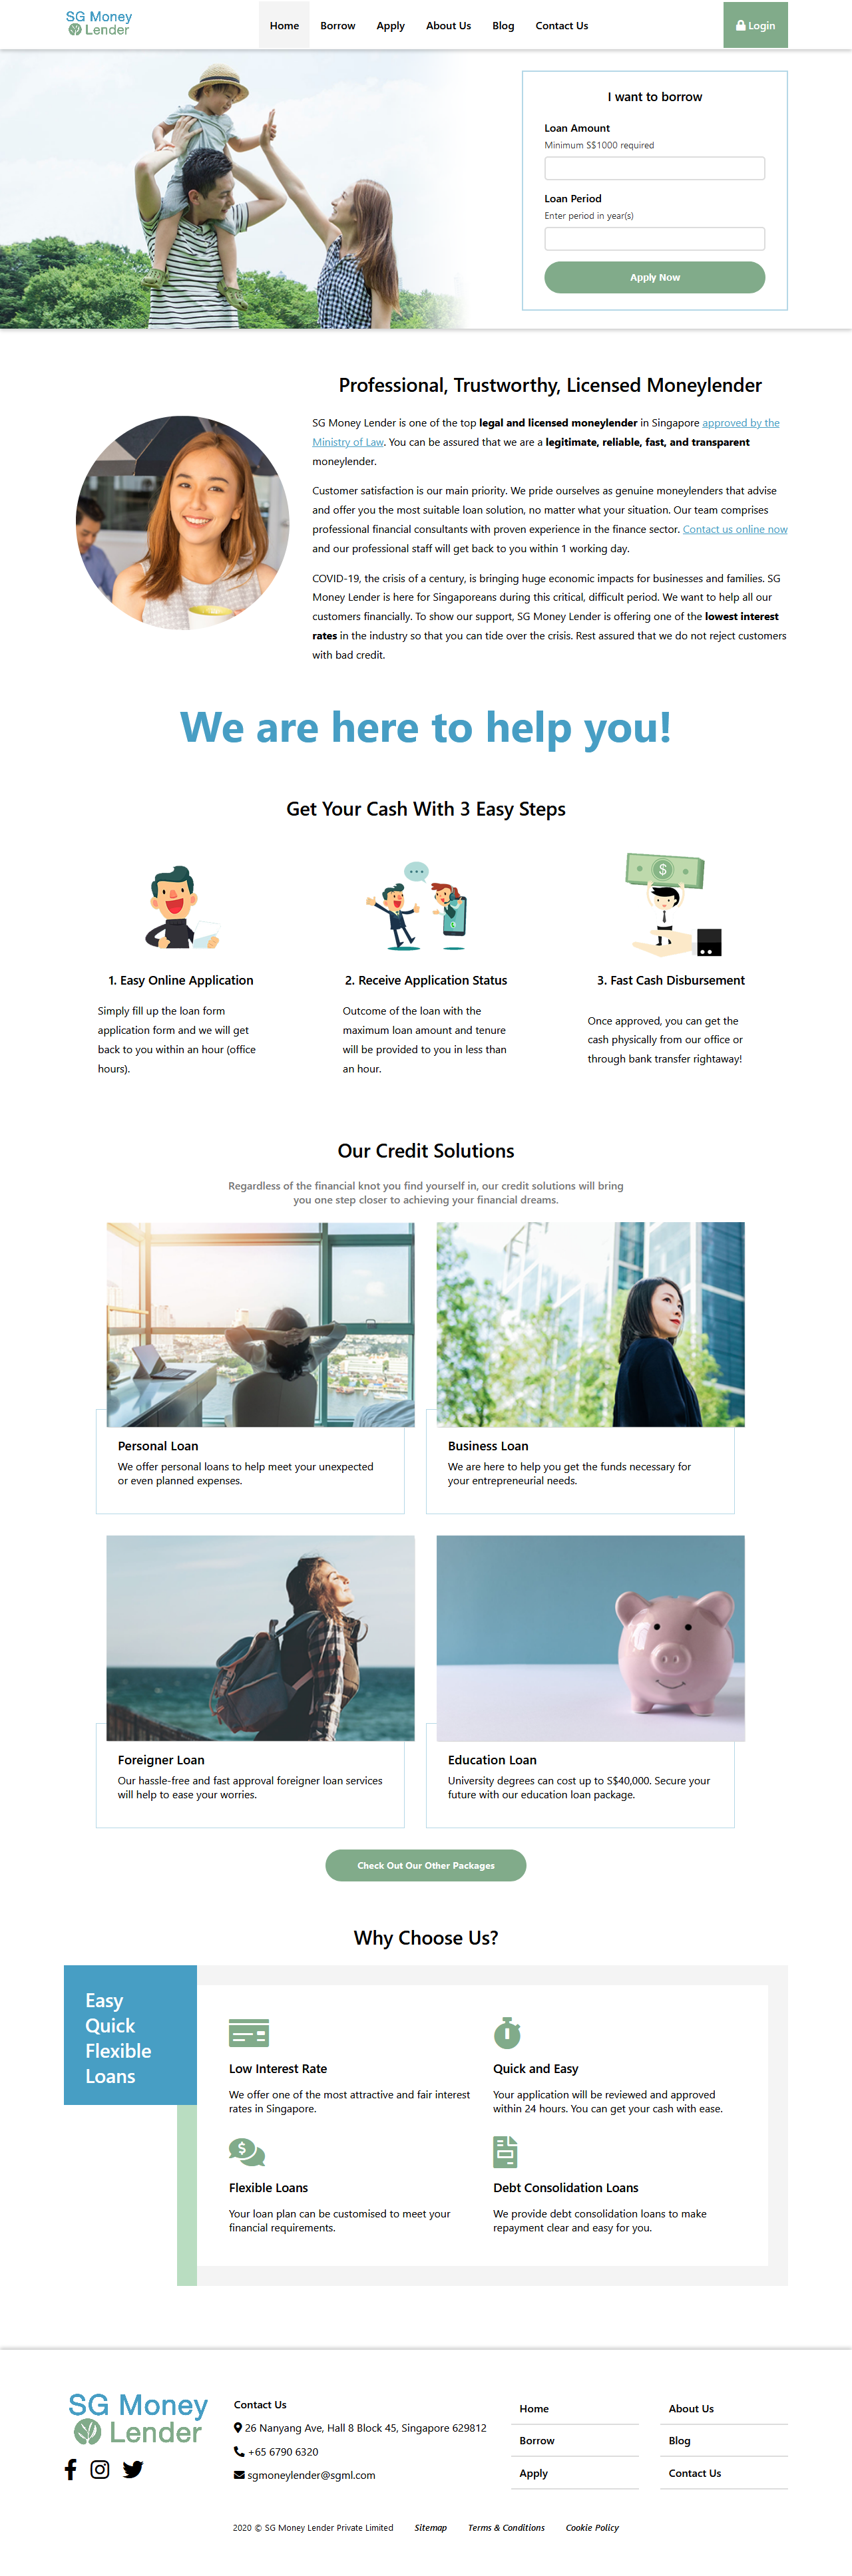 SG Money
Lender
Home
Borrow
Apply
About Us
Blog
Contact Us
Login
I want to borrow
Loan Amount
Minimum S$1000 required
Loan Period
Enter period in year(s)
Apply Now
Professional, Trustworthy, Licensed Moneylender
SG Money Lender is one of the top legal and licensed moneylender in Singapore approved by the
Ministry of Law. You can be assured that we are a legitimate, reliable, fast, and transparent
moneylender.
Customer satisfaction is our main priority. We pride ourselves as genuine moneylenders that advise
and offer you the most suitable loan solution, no matter what your situation. Our team comprises
professional financial consultants with proven experience in the finance sector. Contact us online now
and our professional staff will get back to you within 1 working day.
COVID-19, the crisis of a century, is bringing huge economic impacts for businesses and families. SG
Money Lender is here for Singaporeans during this critical, difficult period. We want to help all our
customers financially. To show our support, SG Money Lender is offering one of the lowest interest
rates in the industry so that you can tide over the crisis. Rest assured that we do not reject customers
with bad credit.
We are here to help you!
Get Your Cash With 3 Easy Steps
$
1. Easy Online Application
Simply fill up the loan form
application form and we will get
back to you within an hour (office
hours).
2. Receive Application Status
Outcome of the loan with the
maximum loan amount and tenure
will be provided to you in less than
an hour.
3. Fast Cash Disbursement
Once approved, you can get the
cash physically from our office or
through bank transfer rightaway!
Our Credit Solutions
Regardless of the financial knot you find yourself in, our credit solutions will bring
you one step closer to achieving your financial dreams.
Personal Loan
We offer personal loans to help meet your unexpected
or even planned expenses.
Business Loan
We are here to help you get the funds necessary for
your entrepreneurial needs.
Foreigner Loan
Our hassle-free and fast approval foreigner loan services
will help to ease your worries.
Education Loan
University degrees can cost up to S$40,000. Secure your
future with our education loan package.
Check Out Our Other Packages
Why Choose Us?
Easy
Quick
Flexible
Loans
Low Interest Rate
We offer one of the most attractive and fair interest
rates in Singapore.
Quick and Easy
Your application will be reviewed and approved
within 24 hours. You can get your cash with ease.
$
Flexible Loans
Your loan plan can be customised to meet your
financial requirements.
Debt Consolidation Loans
We provide debt consolidation loans to make
repayment clear and easy for you.
SG Money
Lender
Contact Us
26 Nanyang Ave, Hall 8 Block 45, Singapore 629812
+65 6790 6320
sgmoneylender@sgml.com
Home
Borrow
Apply
About Us
Blog
Contact Us
2020 © SG Money Lender Private Limited
Sitemap
Terms & Conditions
Cookie Policy